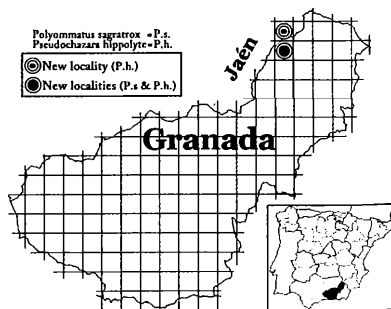 Polyommatus sagratrox =P.s.
Pseudochazara hippolyte=P.h.
New locality (P.h.)
New localities (P.s & P.h.)
Jaén
Granada